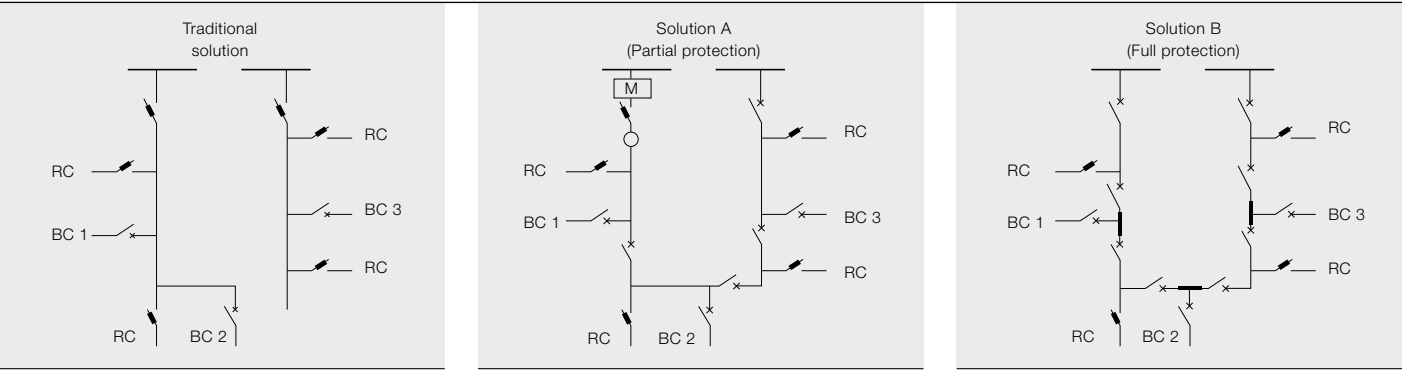 Traditional
solution
RC
RC
BC 3
BC 1
RC
RC
BC 2
Solution A
(Partial protection)
M
RC
RC
BC 1
BC 3
RC
RC
BC 2
Solution B
(Full protection)
RC
RC
BC 1
BC 3
RC
RC
BC 2